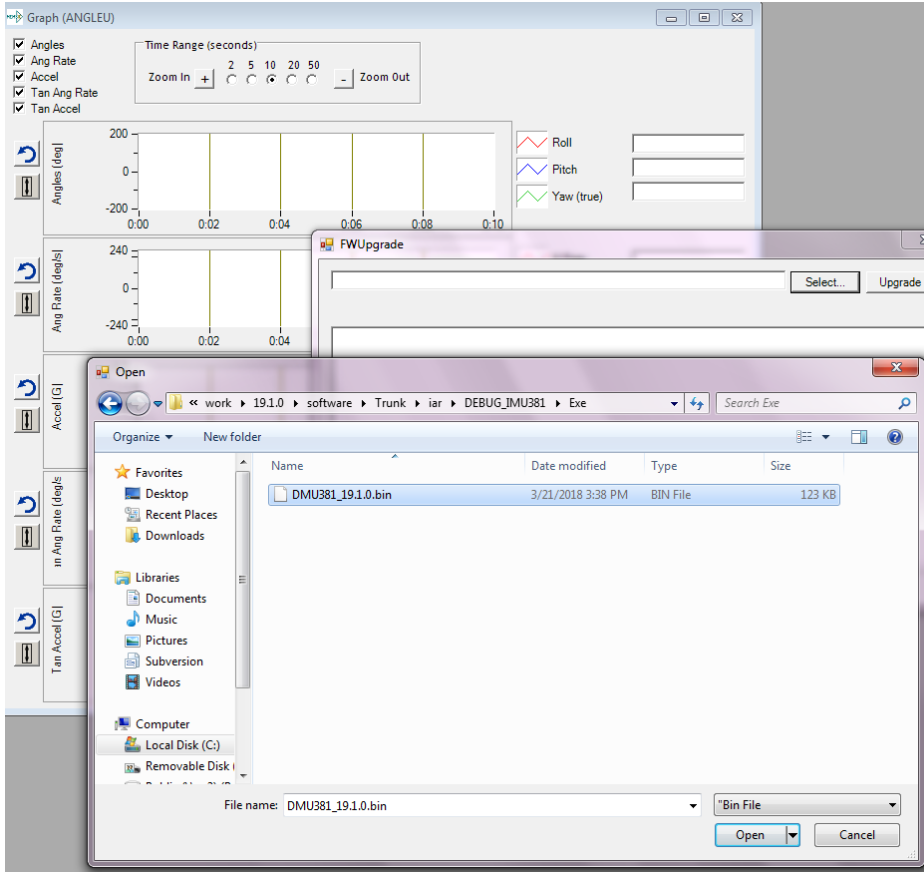 Graph (ANGLEU)
Angles
Ang Rate
Accel
Tan Ang Rate
Tan Accel
Time Range (seconds)
2 5 10 20 50
Zoom In + - Zoom Out
Angles (deg)
200
0
-200
0:00 0:02 0:04 0:06 0:08 0:10
Roll
Pitch
Yaw (true)
Ang Rate (deg/s)
240
0
-240
0:00 0:02 0:04
FWUpgrade
Select... Upgrade
Accel (G)
Ang Rate (deg/s
Tan Accel (G)
Open
« work 19.1.0 software Trunk iar DEBUG_IMU381 Exe
Search Exe
Organize New folder
Favorites
Desktop
Recent Places
Downloads
Libraries
Documents
Music
Pictures
Subversion
Videos
Computer
Local Disk (C:)
Removable Disk
Name Date modified Type Size
DMU381_19.1.0.bin 3/21/2018 3:38 PM BIN File 123 KB
File name: DMU381_19.1.0.bin
"Bin File
Open Cancel